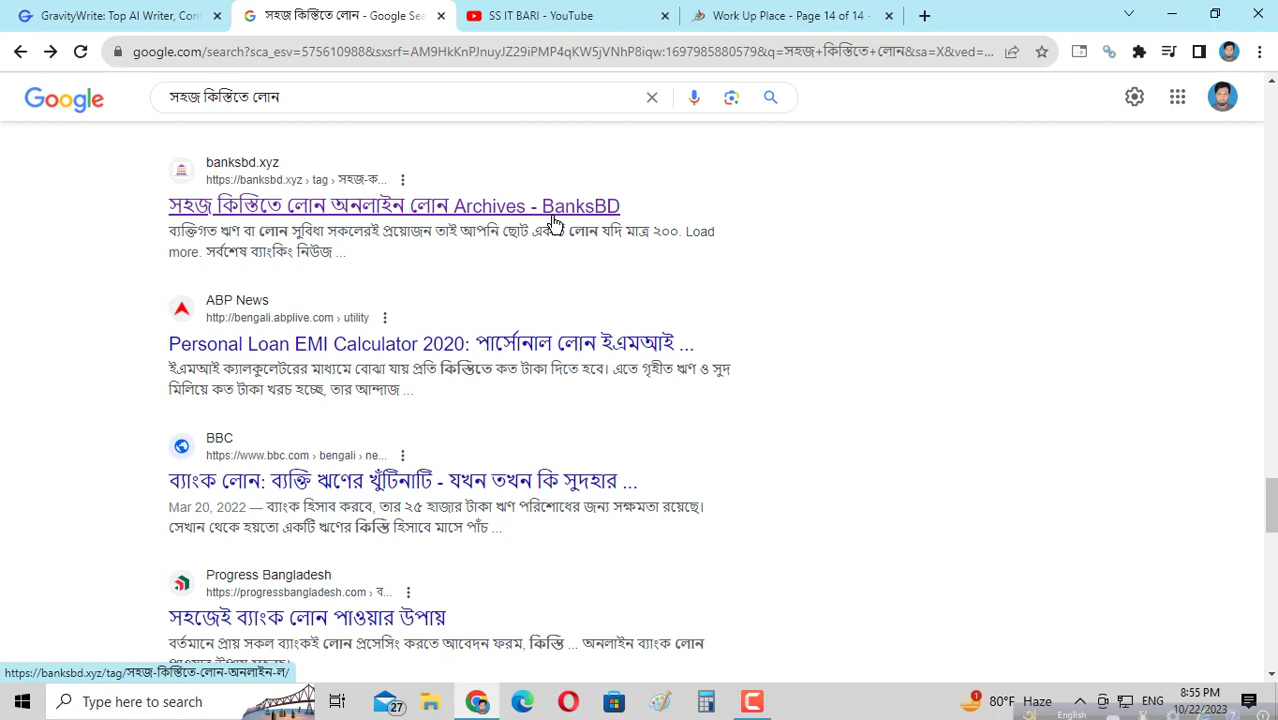 GravityWrite: Top AI Writer, Con
সহজ কিস্তিতে লোন - Google Sea
SS IT BARI - YouTube
Work Up Place - Page 14 of 14 -
google.com/search?sca_esv=575610988&sxsrf=AM9HkKnPJnuyJZ29iPMP4qKW5jVNhP8iqw:1697985880579&q=সহজ+কিস্তিতে+লোন&sa=X&ved=...
Google
সহজ কিস্তিতে লোন
banksbd.xyz
https://banksbd.xyz › tag › সহজ-ক...
সহজ কিস্তিতে লোন অনলাইন লোন Archives - BanksBD
ব্যক্তিগত ঋণ বা লোন সুবিধা সকলেরই প্রয়োজন তাই আপনি ছোট লোন যদি মাত্র ২০০. Load
more. সর্বশেষ ব্যাংকিং নিউজ ...
ABP News
http://bengali.abplive.com › utility
Personal Loan EMI Calculator 2020: পার্সোনাল লোন ইএমআই ...
ইএমআই ক্যালকুলেটরের মাধ্যমে বোঝা যায় প্রতি কিস্তিতে কত টাকা দিতে হবে। এতে গৃহীত ঋণ ও সুদ
মিলিয়ে কত টাকা খরচ হচ্ছে, তার আন্দাজ ...
BBC
https://www.bbc.com › bengali › ne...
ব্যাংক লোন: ব্যক্তি ঋণের খুঁটিনাটি - যখন তখন কি সুদহার ...
Mar 20, 2022 — ব্যাংক হিসাব করবে, তার ২৫ হাজার টাকা ঋণ পরিশোধের জন্য সক্ষমতা রয়েছে।
সেখান থেকে হয়তো একটি ঋণের কিস্তি হিসাবে মাসে পাঁচ ...
Progress Bangladesh
https://progressbangladesh.com › ব...
সহজেই ব্যাংক লোন পাওয়ার উপায়
বর্তমানে প্রায় সকল ব্যাংকই লোন প্রসেসিং করতে আবেদন ফরম, কিস্তি ... অনলাইন ব্যাংক লোন
https://banksbd.xyz/tag/সহজ-কিস্তিতে-লোন-অনলাইন-ল/
Type here to search
27
1
80°F Haze
ENG
8:55 PM
10/22/2023
English